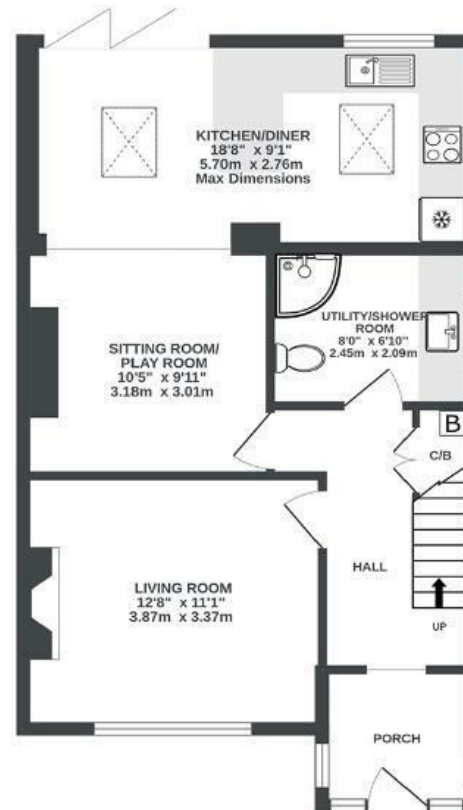 KITCHEN/DINER
18'8" x 9'1"
5.70m x 2.76m
Max Dimensions
UTILITY/SHOWER
ROOM
8'0" x 6'10"
2.45m x 2.09m
SITTING ROOM/
PLAY ROOM
10'5" x 9'11"
3.18m x 3.01m
B
C/B
LIVING ROOM
12'8" x 11'1"
3.87m x 3.37m
HALL
UP
PORCH